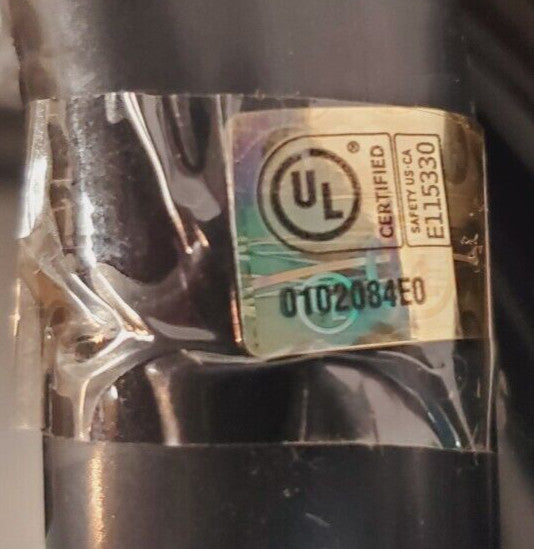 UL ®
CERTIFIED
SAFETY US-CA
E115330
0102084E0